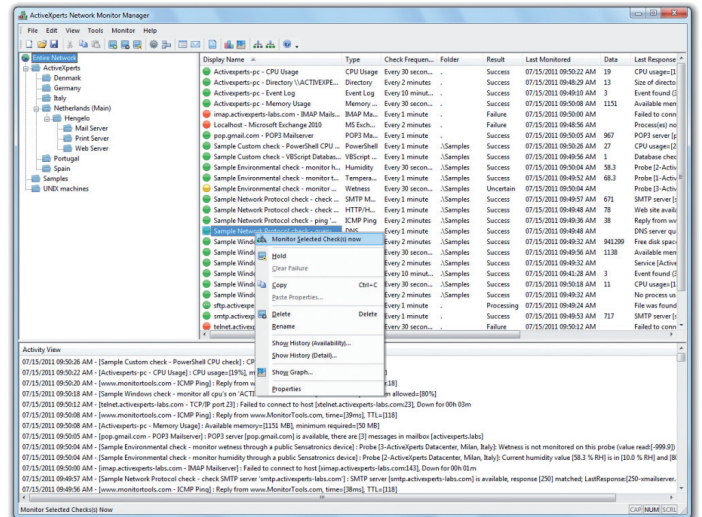 ActiveXperts Network Monitor Manager
File Edit View Tools Monitor Help
Entire Network
ActiveXperts
Denmark
Germany
Italy
Netherlands (Main)
Hengelo
Mail Server
Print Server
Web Server
Portugal
Spain
Samples
UNIX machines
Display Name Type Check Frequen... Folder Result Last Monitored Data Last Response
Activexperts-pc - CPU Usage CPU Usage Every 30 secon... . Success 07/15/2011 09:50:22 AM 19 CPU usage=[1
Activexperts-pc - Directory \\ACTIVEXPE... Directory Every 2 minutes . Success 07/15/2011 09:48:29 AM 13 Size of directo
Activexperts-pc - Event Log Event Log Every 10 minut... . Success 07/15/2011 09:49:10 AM 3 Event found (3
Activexperts-pc - Memory Usage Memory ... Every 30 secon... . Success 07/15/2011 09:50:08 AM 1151 Available mem
imap.activexperts-labs.com - IMAP Mails... IMAP Ma... Every 1 minute . Failure 07/15/2011 09:50:00 AM Failed to conn
Localhost - Microsoft Exchange 2010 MS Exch... Every 2 minutes . Failure 07/15/2011 09:48:56 AM Process(es) no
pop.gmail.com - POP3 Mailserver POP3 Ma... Every 1 minute . Success 07/15/2011 09:50:05 AM 967 POP3 server [p
Sample Custom check - PowerShell CPU ... PowerShell Every 1 minute .\Samples Success 07/15/2011 09:50:26 AM 27 CPU usage=[2
Sample Custom check - VBScript Databas... VBScript ... Every 1 minute .\Samples Success 07/15/2011 09:49:56 AM 1 Database chec
Sample Environmental check - monitor h... Humidity Every 30 secon... .\Samples Success 07/15/2011 09:50:04 AM 58.3 Probe [2-Activ
Sample Environmental check - monitor t... Tempera... Every 1 minute .\Samples Success 07/15/2011 09:49:52 AM 68.3 Probe [1-Activ
Sample Environmental check - monitor ... Wetness Every 30 secon... .\Samples Uncertain 07/15/2011 09:50:04 AM Probe [3-Activ
Sample Network Protocol check - check ... SMTP M... Every 1 minute .\Samples Success 07/15/2011 09:49:57 AM 671 SMTP server [s
Sample Network Protocol check - check ... HTTP/H... Every 1 minute .\Samples Success 07/15/2011 09:49:48 AM 78 Web site availa
Sample Network Protocol check - ping '... ICMP Ping Every 2 minutes .\Samples Success 07/15/2011 09:49:36 AM 38 Reply from ww
Sample Network Protocol check - query ... DNS Every 1 minute .\Samples Success 07/15/2011 09:49:48 AM DNS server qu
Sample Wind Every 2 minutes .\Samples Success 07/15/2011 09:49:32 AM 941299 Free disk space
Sample Wind Every 30 secon... .\Samples Success 07/15/2011 09:49:56 AM 1138 Available mem
Sample Wind Every 2 minutes .\Samples Success 07/15/2011 09:49:32 AM Service [Active
Sample Wind Every 10 minut... .\Samples Success 07/15/2011 09:41:28 AM 3 Event found (3
Sample Wind Every 30 secon... .\Samples Success 07/15/2011 09:50:18 AM 11 CPU usage=[1
Sample Wind Every 2 minutes .\Samples Success 07/15/2011 09:49:32 AM No process us
sftp.activexp Every 1 minute . Processing 07/15/2011 09:49:24 AM File was found
smtp.activexp Every 1 minute . Success 07/15/2011 09:49:53 AM 717 SMTP server [s
telnet.activex Every 30 secon... . Failure 07/15/2011 09:50:12 AM Failed to conn
Monitor Selected Check(s) now
Hold
Clear Failure
Copy Ctrl+C
Paste Properties...
Delete Delete
Rename
Show History (Availability)...
Show History (Detail)...
Show Graph...
Properties
Activity View
07/15/2011 09:50:26 AM - [Sample Custom check - PowerShell CPU check] : CP
07/15/2011 09:50:22 AM - [Activexperts-pc - CPU Usage] : CPU usage=[19%], m
07/15/2011 09:50:20 AM - [www.monitortools.com - ICMP Ping] : Reply from w
07/15/2011 09:50:18 AM - [Sample Windows check - monitor all cpu's on 'ACTI m allowed=[80%]
07/15/2011 09:50:12 AM - [telnet.activexperts-labs.com - TCP/IP port 23] : Failed to connect to host [telnet.activexperts-labs.com:23], Down for 00h 03m
07/15/2011 09:50:08 AM - [www.monitortools.com - ICMP Ping] : Reply from www.MonitorTools.com, time=[39ms], TTL=[118]
07/15/2011 09:50:08 AM - [Activexperts-pc - Memory Usage] : Available memory=[1151 MB], minimum required=[50 MB]
07/15/2011 09:50:05 AM - [pop.gmail.com - POP3 Mailserver] : POP3 server [pop.gmail.com] is available, there are [3] messages in mailbox [activexperts.labs]
07/15/2011 09:50:04 AM - [Sample Environmental check - monitor wetness through a public Sensatronics device] : Probe [3-ActiveXperts Datacenter, Milan, Italy]: Wetness is not monitored on this probe (value read:[-999.9])
07/15/2011 09:50:04 AM - [Sample Environmental check - monitor humidity through a public Sensatronics device] : Probe [2-ActiveXperts Datacenter, Milan, Italy]: Current humidity value [58.3 % RH] is in [10.0 % RH] and [8
07/15/2011 09:50:00 AM - [imap.activexperts-labs.com - IMAP Mailserver] : Failed to connect to host [ximap.activexperts-labs.com:143], Down for 00h 01m
07/15/2011 09:49:57 AM - [Sample Network Protocol check - check SMTP server 'smtp.activexperts-labs.com'] : SMTP server [smtp.activexperts-labs.com] is available, response [250] matched; LastResponse:[250-xmailserver.
07/15/2011 09:49:56 AM - [www.monitortools.com - ICMP Ping] : Reply from www.MonitorTools.com, time=[38ms], TTL=[118]
Monitor Selected Check(s) Now CAP NUM SCRL